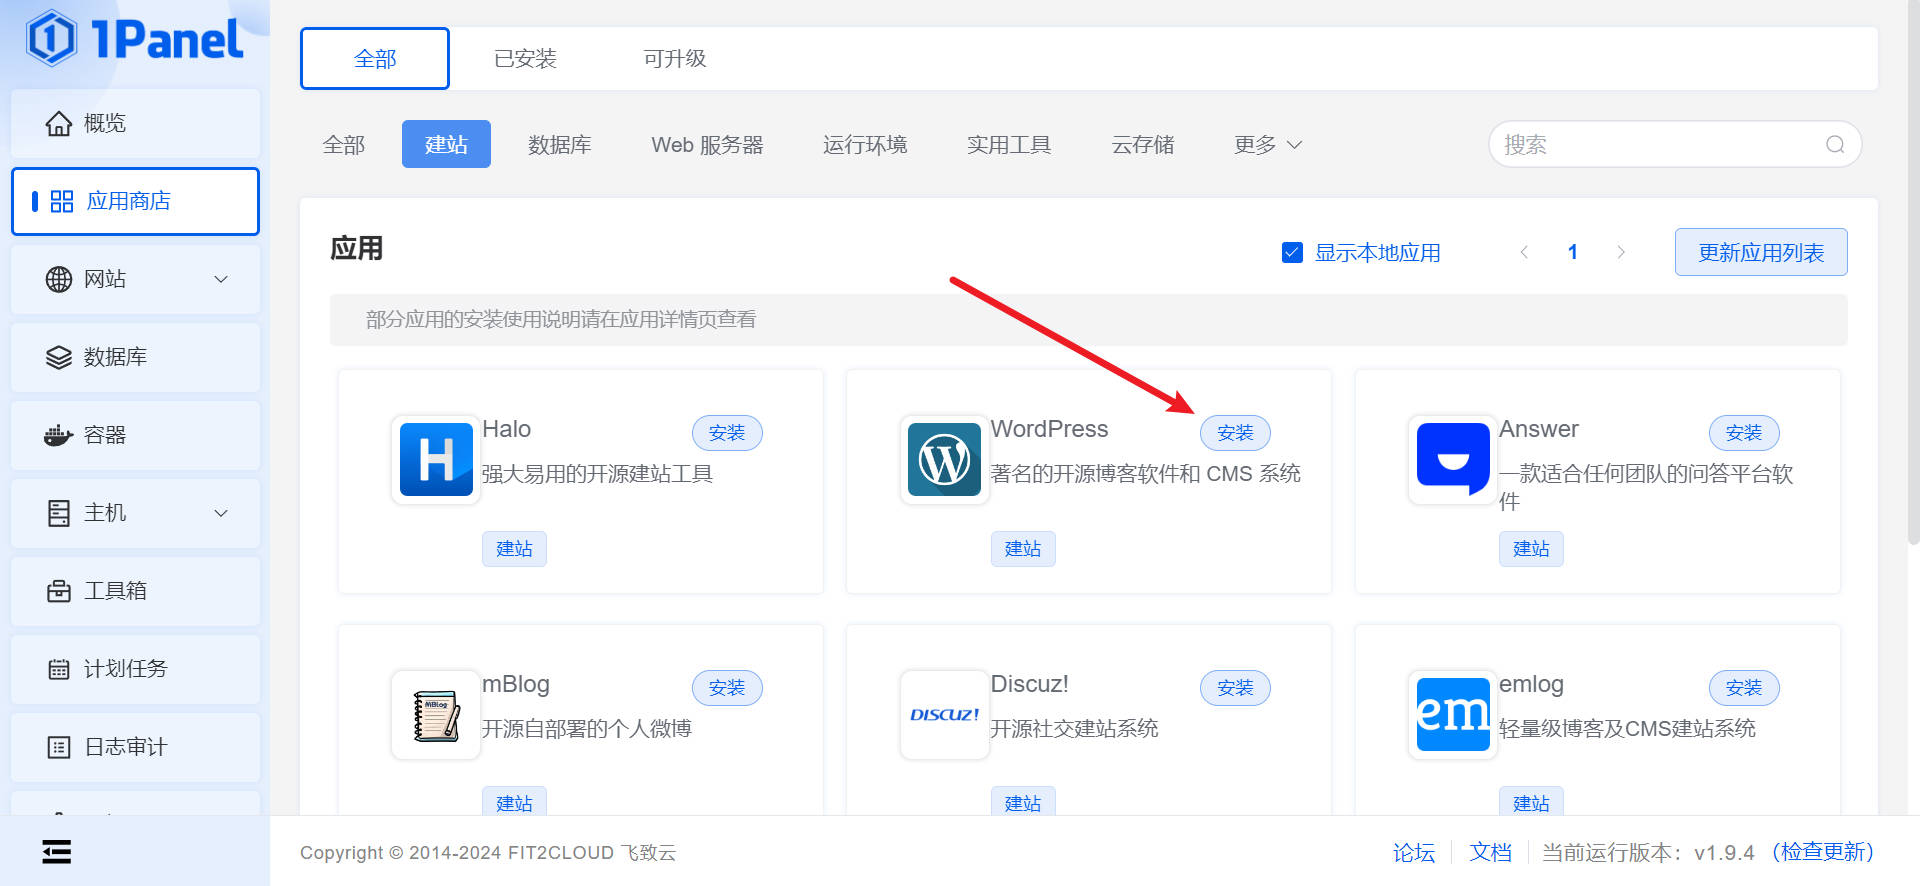 1Panel
概览
应用商店
网站
数据库
容器
主机
工具箱
计划任务
日志审计
全部 已安装 可升级
全部 建站 数据库 Web 服务器 运行环境 实用工具 云存储 更多 搜索
应用 显示本地应用 1 更新应用列表
部分应用的安装使用说明请在应用详情页查看
Halo 安装
强大易用的开源建站工具
建站
WordPress 安装
著名的开源博客软件和 CMS 系统
建站
Answer 安装
一款适合任何团队的问答平台软
件
建站
MBLog
mBlog 安装
开源自部署的个人微博
建站
DISCUZ!
Discuz! 安装
开源社交建站系统
建站
em
emlog 安装
轻量级博客及CMS建站系统
建站
Copyright © 2014-2024 FIT2CLOUD 飞致云 论坛 文档 当前运行版本：v1.9.4 （检查更新）